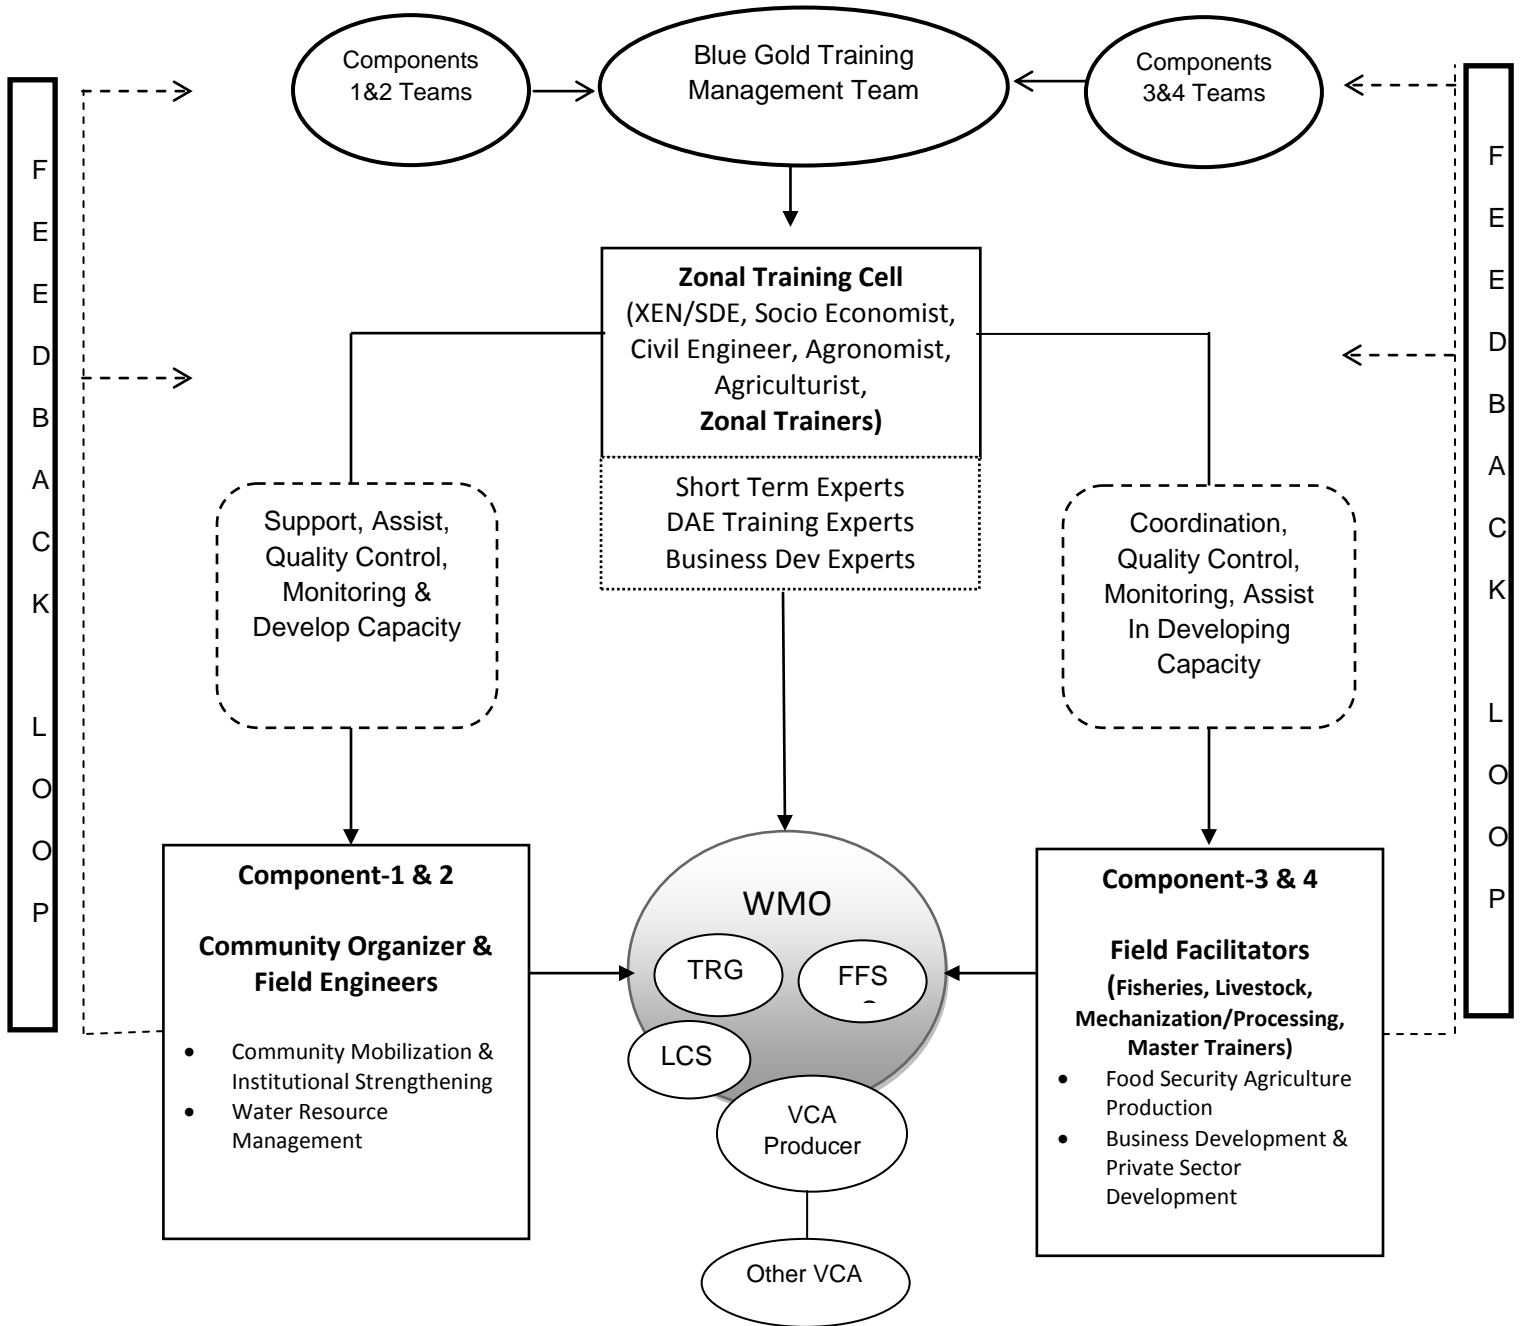 Components
1&2 Teams
Blue Gold Training
Management Team
Components
3&4 Teams
F
E
E
D
B
A
C
K
L
O
O
P
F
E
E
D
B
A
C
K
L
O
O
P
Zonal Training Cell
(XEN/SDE, Socio Economist,
Civil Engineer, Agronomist,
Agriculturist,
Zonal Trainers)
Short Term Experts
DAE Training Experts
Business Dev Experts
Support, Assist,
Quality Control,
Monitoring &
Develop Capacity
Coordination,
Quality Control,
Monitoring, Assist
In Developing
Capacity
Component-1 & 2
Community Organizer &
Field Engineers
• Community Mobilization &
Institutional Strengthening
• Water Resource
Management
WMO
TRG
FFS
LCS
VCA
Producer
Other VCA
Component-3 & 4
Field Facilitators
(Fisheries, Livestock,
Mechanization/Processing,
Master Trainers)
• Food Security Agriculture
Production
• Business Development &
Private Sector
Development